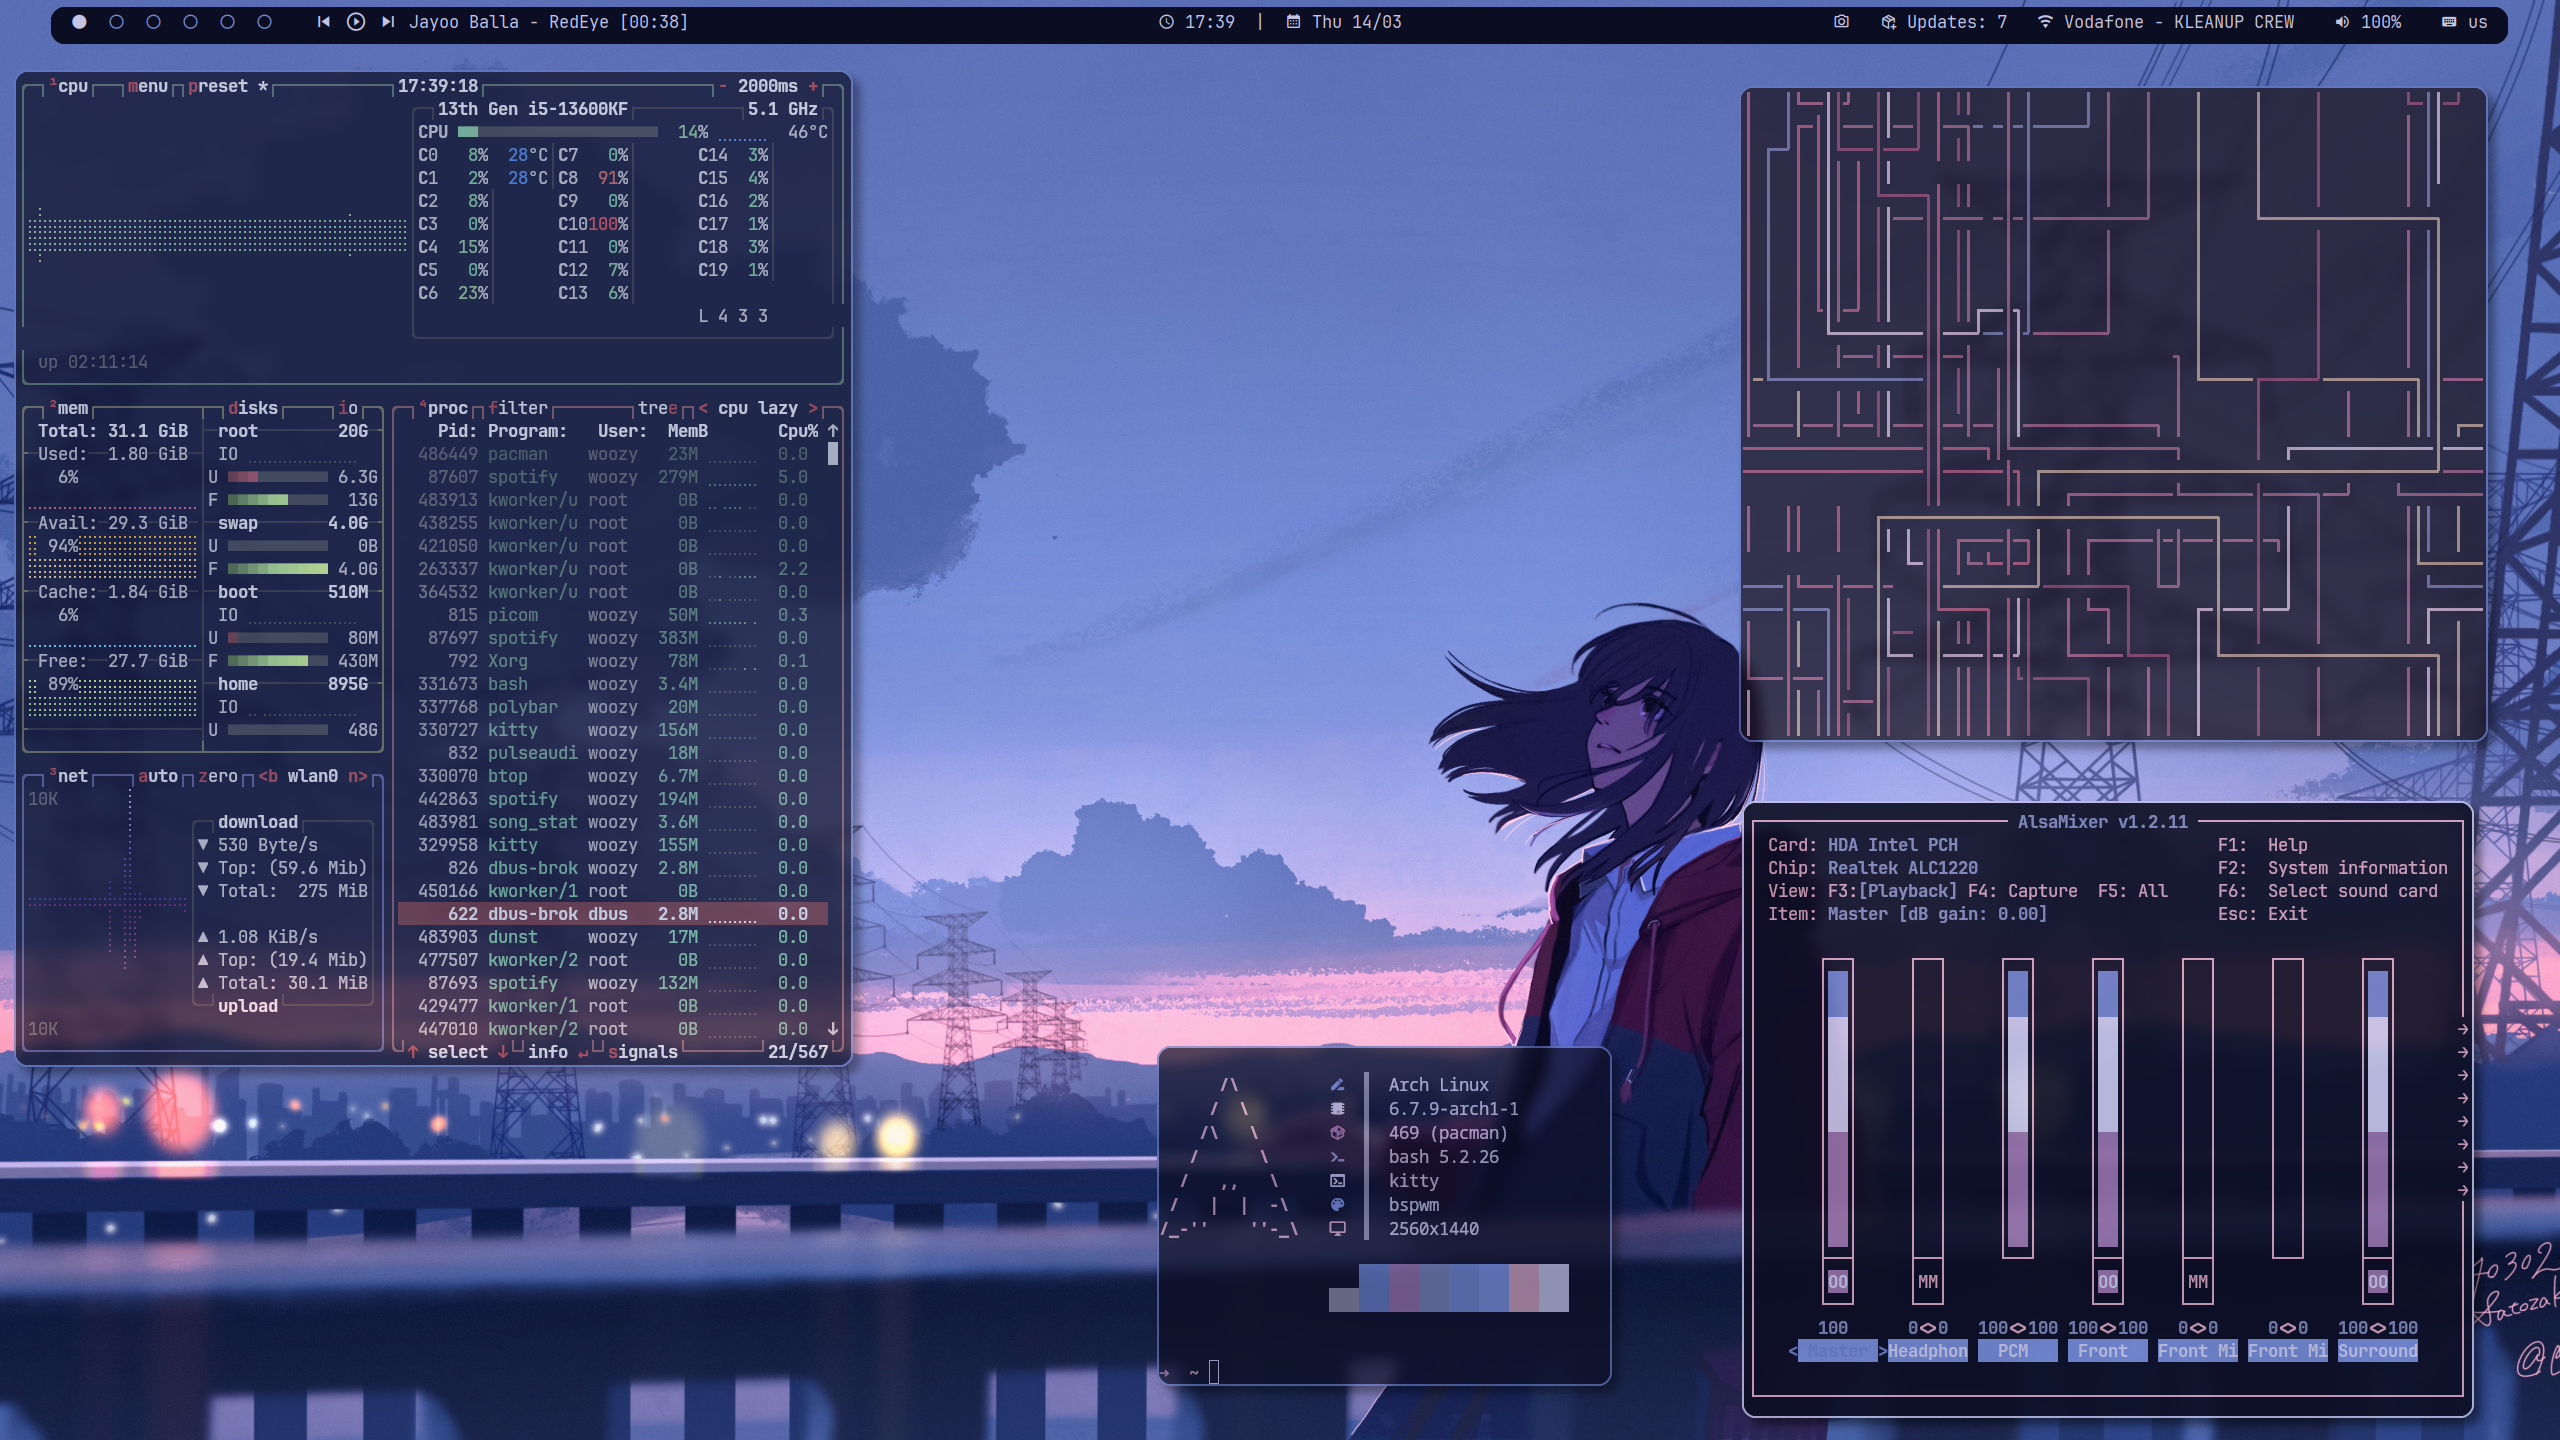 Jayoo Balla - RedEye [00:38]
17:39 | Thu 14/03
Updates: 7 Vodafone - KLEANUP CREW 100% us
¹cpu menu preset * 17:39:18 - 2000ms +
13th Gen i5-13600KF 5.1 GHz
CPU 14% 46°C
C0 8% 28°C C7 0% C14 3%
C1 2% 28°C C8 91% C15 4%
C2 8% C9 0% C16 2%
C3 0% C10100% C17 1%
C4 15% C11 0% C18 3%
C5 0% C12 7% C19 1%
C6 23% C13 6%
L 4 3 3
up 02:11:14
²mem disks io
Total: 31.1 GiB root 20G
Used: 1.80 GiB IO
6% U 6.3G
F 13G
Avail: 29.3 GiB swap 4.0G
94% U 0B
F 4.0G
Cache: 1.84 GiB boot 510M
6% IO
U 80M
Free: 27.7 GiB F 430M
89% home 895G
IO
U 48G
³net auto zero <b wlan0 n>
10K
download
▼ 530 Byte/s
▼ Top: (59.6 Mib)
▼ Total: 275 MiB
▲ 1.08 KiB/s
▲ Top: (19.4 Mib)
▲ Total: 30.1 MiB
upload
10K
⁴proc filter tree < cpu lazy >
Pid: Program: User: MemB Cpu% ↑
486449 pacman woozy 23M 0.0
87607 spotify woozy 279M 5.0
483913 kworker/u root 0B 0.0
438255 kworker/u root 0B 0.0
421050 kworker/u root 0B 0.0
263337 kworker/u root 0B 2.2
364532 kworker/u root 0B 0.0
815 picom woozy 50M 0.3
87697 spotify woozy 383M 0.0
792 Xorg woozy 78M 0.1
331673 bash woozy 3.4M 0.0
337768 polybar woozy 20M 0.0
330727 kitty woozy 156M 0.0
832 pulseaudi woozy 18M 0.0
330070 btop woozy 6.7M 0.0
442863 spotify woozy 194M 0.0
483981 song_stat woozy 3.6M 0.0
329958 kitty woozy 155M 0.0
826 dbus-brok woozy 2.8M 0.0
450166 kworker/1 root 0B 0.0
622 dbus-brok dbus 2.8M 0.0
483903 dunst woozy 17M 0.0
477507 kworker/2 root 0B 0.0
87693 spotify woozy 132M 0.0
429477 kworker/1 root 0B 0.0
447010 kworker/2 root 0B 0.0 ↓
↑ select ↓ info ↵ signals 21/567
Arch Linux
6.7.9-arch1-1
469 (pacman)
bash 5.2.26
kitty
bspwm
2560x1440
➜ ~
AlsaMixer v1.2.11
Card: HDA Intel PCH F1: Help
Chip: Realtek ALC1220 F2: System information
View: F3:[Playback] F4: Capture F5: All F6: Select sound card
Item: Master [dB gain: 0.00] Esc: Exit
OO MM OO MM OO
100 0<>0 100<>100 100<>100 0<>0 0<>0 100<>100
< Master >Headphon PCM Front Front Mi Front Mi Surround